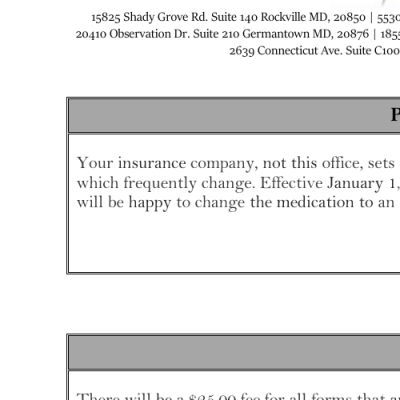 15825 Shady Grove Rd. Suite 140 Rockville MD, 20850 | 5530
20410 Observation Dr. Suite 210 Germantown MD, 20876 | 185
2639 Connecticut Ave. Suite C100
P
Your insurance company, not this office, sets
which frequently change. Effective January 1,
will be happy to change the medication to an
There will be a $25.00 fee for all forms that